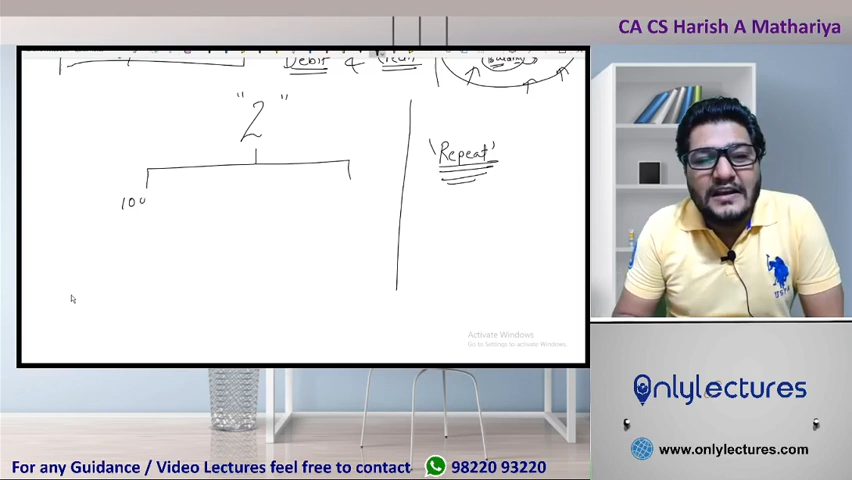 CA CS Harish A Mathariya
Debit &
"2"
'Repeat'
100
Activate Windows
Go to Settings to activate Windows.
USPA
Onlylectures
www.onlylectures.com
For any Guidance / Video Lectures feel free to contact 98220 93220